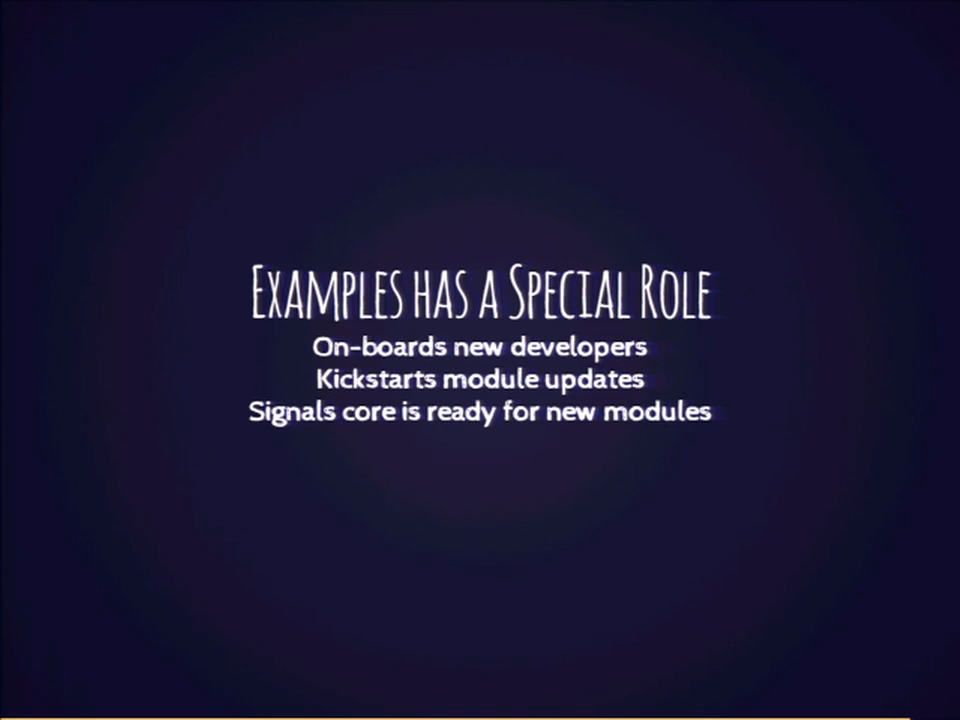 Examples has a Special Role
On-boards new developers
Kickstarts module updates
Signals core is ready for new modules